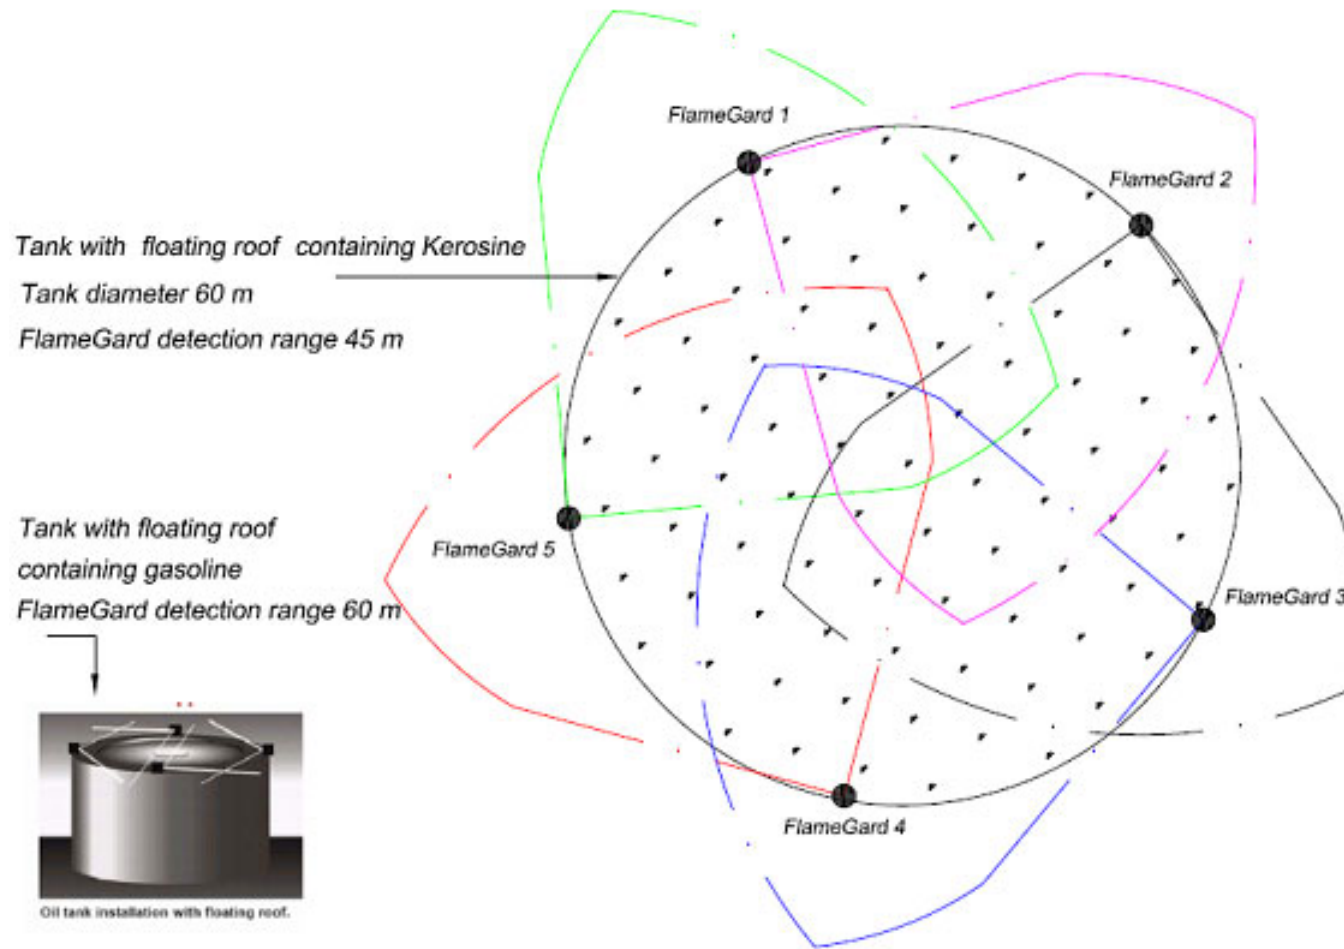 FlameGard 1
FlameGard 2
Tank with floating roof containing Kerosine
Tank diameter 60 m
FlameGard detection range 45 m
Tank with floating roof
containing gasoline
FlameGard detection range 60 m
FlameGard 5
FlameGard 3
FlameGard 4
Oil tank installation with floating roof.